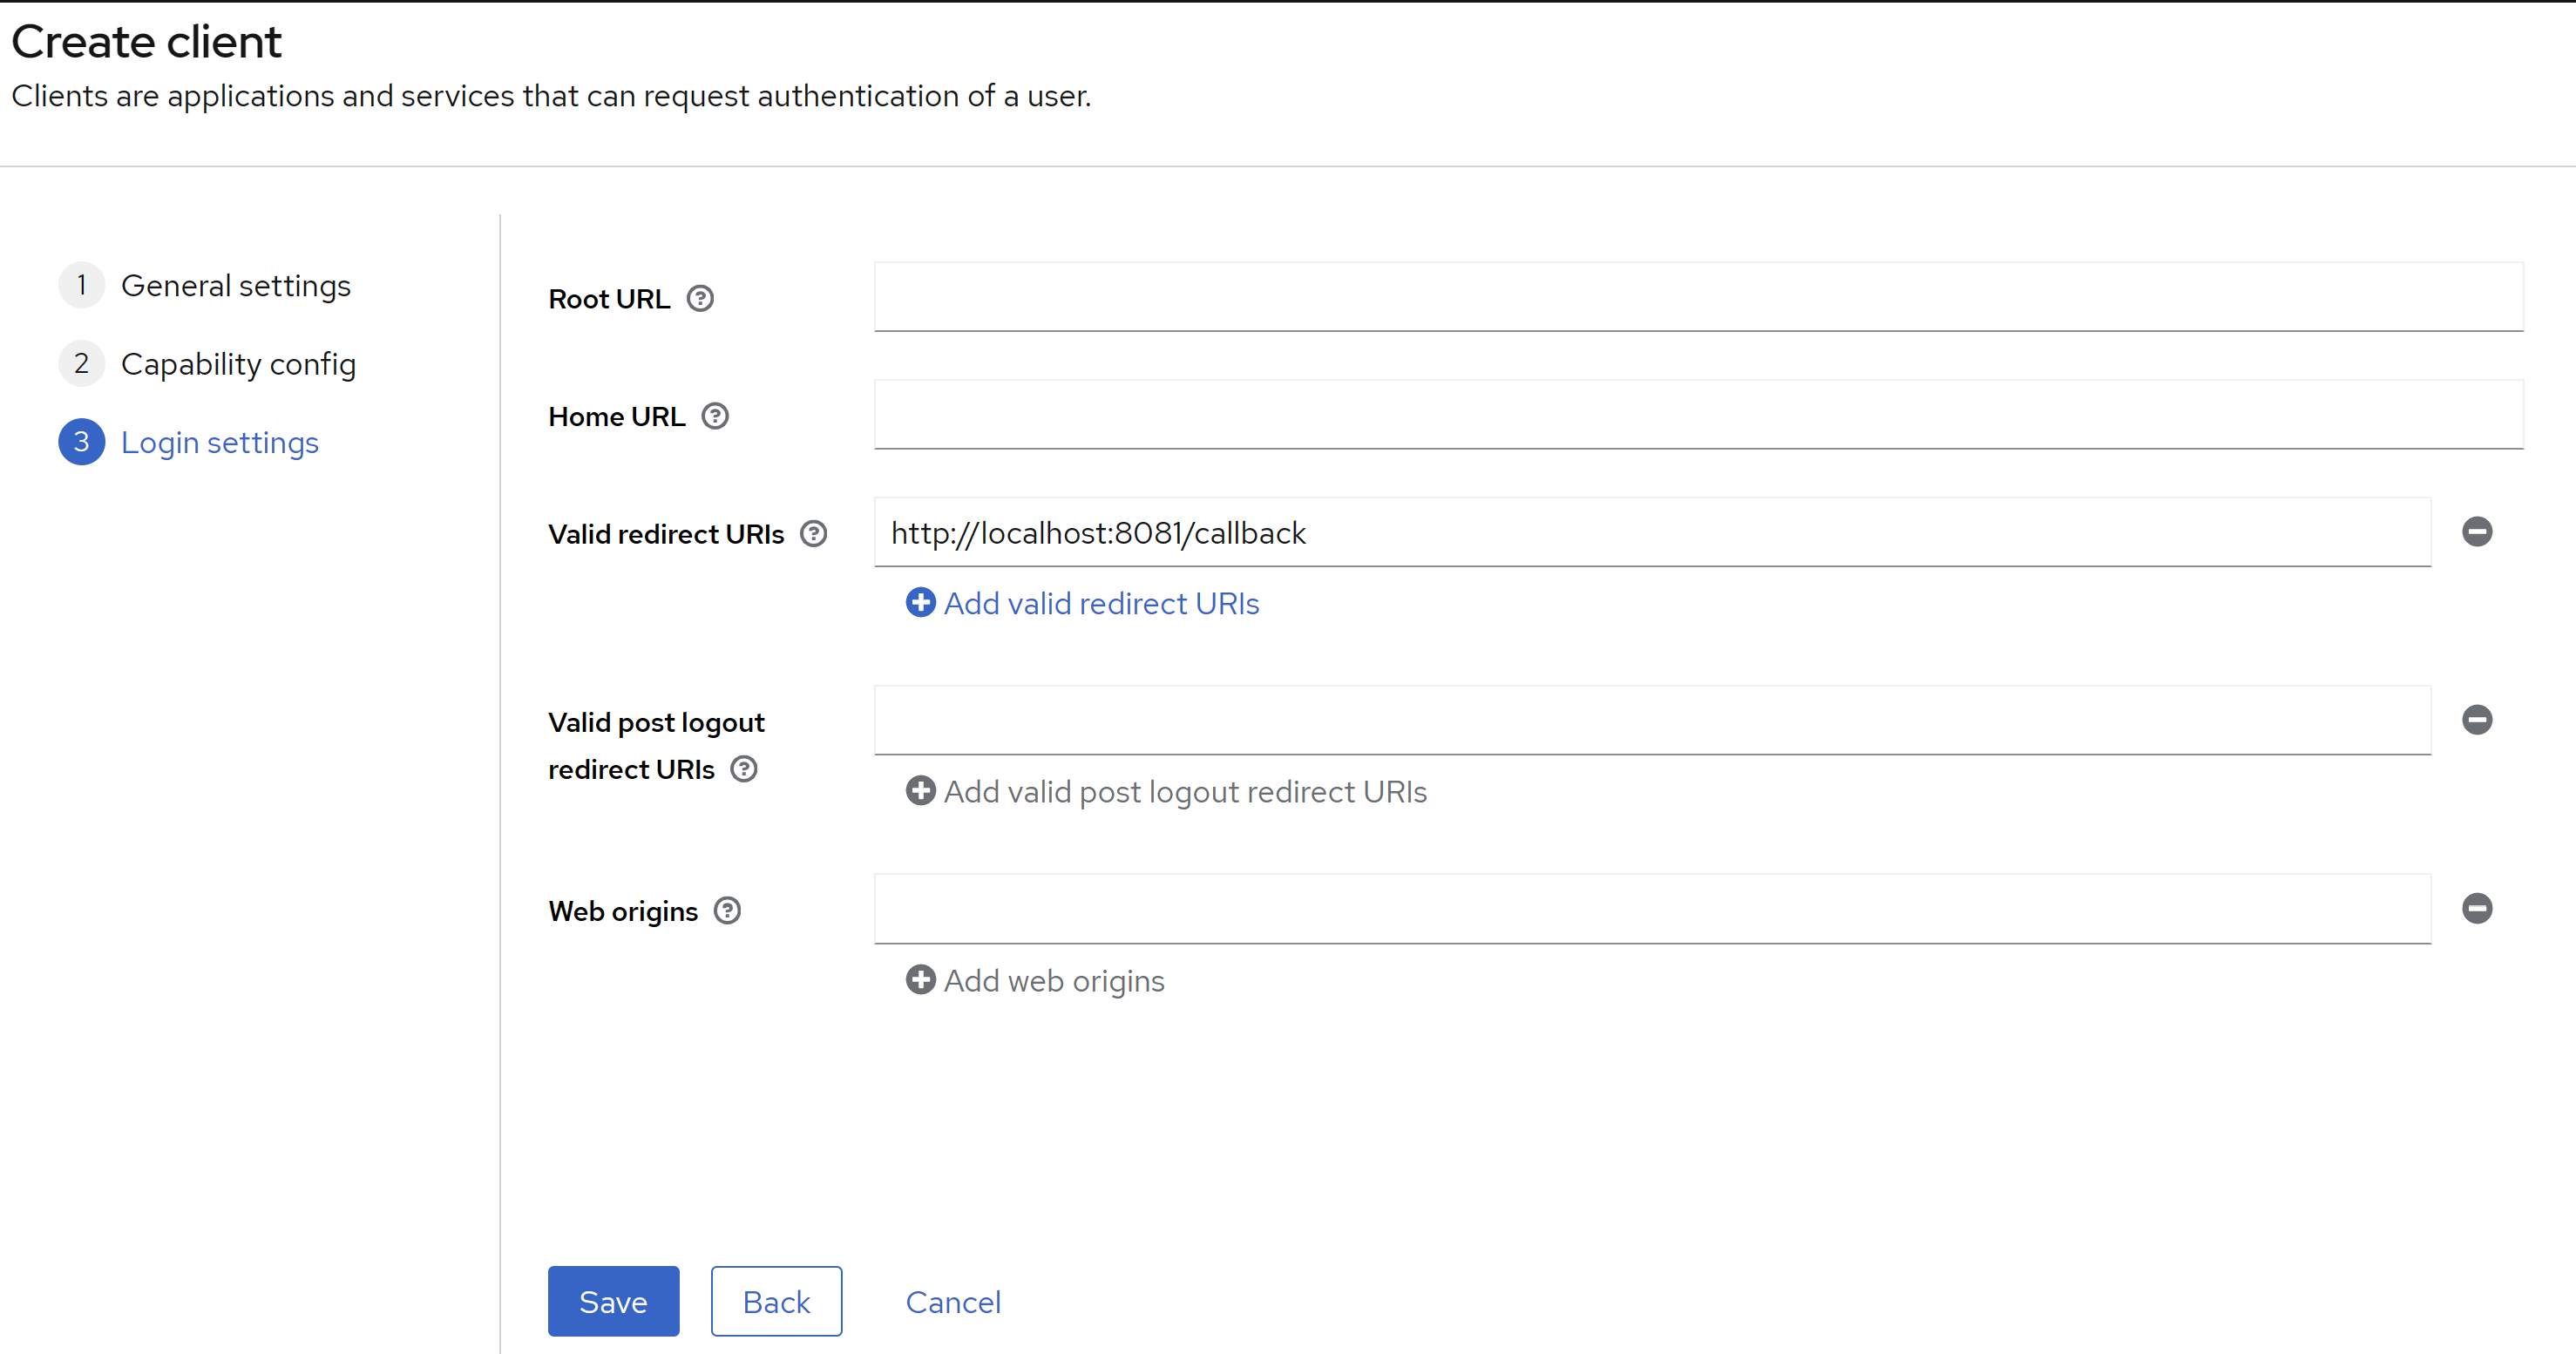 Create client
Clients are applications and services that can request authentication of a user.
1 General settings
2 Capability config
3 Login settings
Root URL
Home URL
Valid redirect URIs
http://localhost:8081/callback
Add valid redirect URIs
Valid post logout
redirect URIs
Add valid post logout redirect URIs
Web origins
Add web origins
Save
Back
Cancel